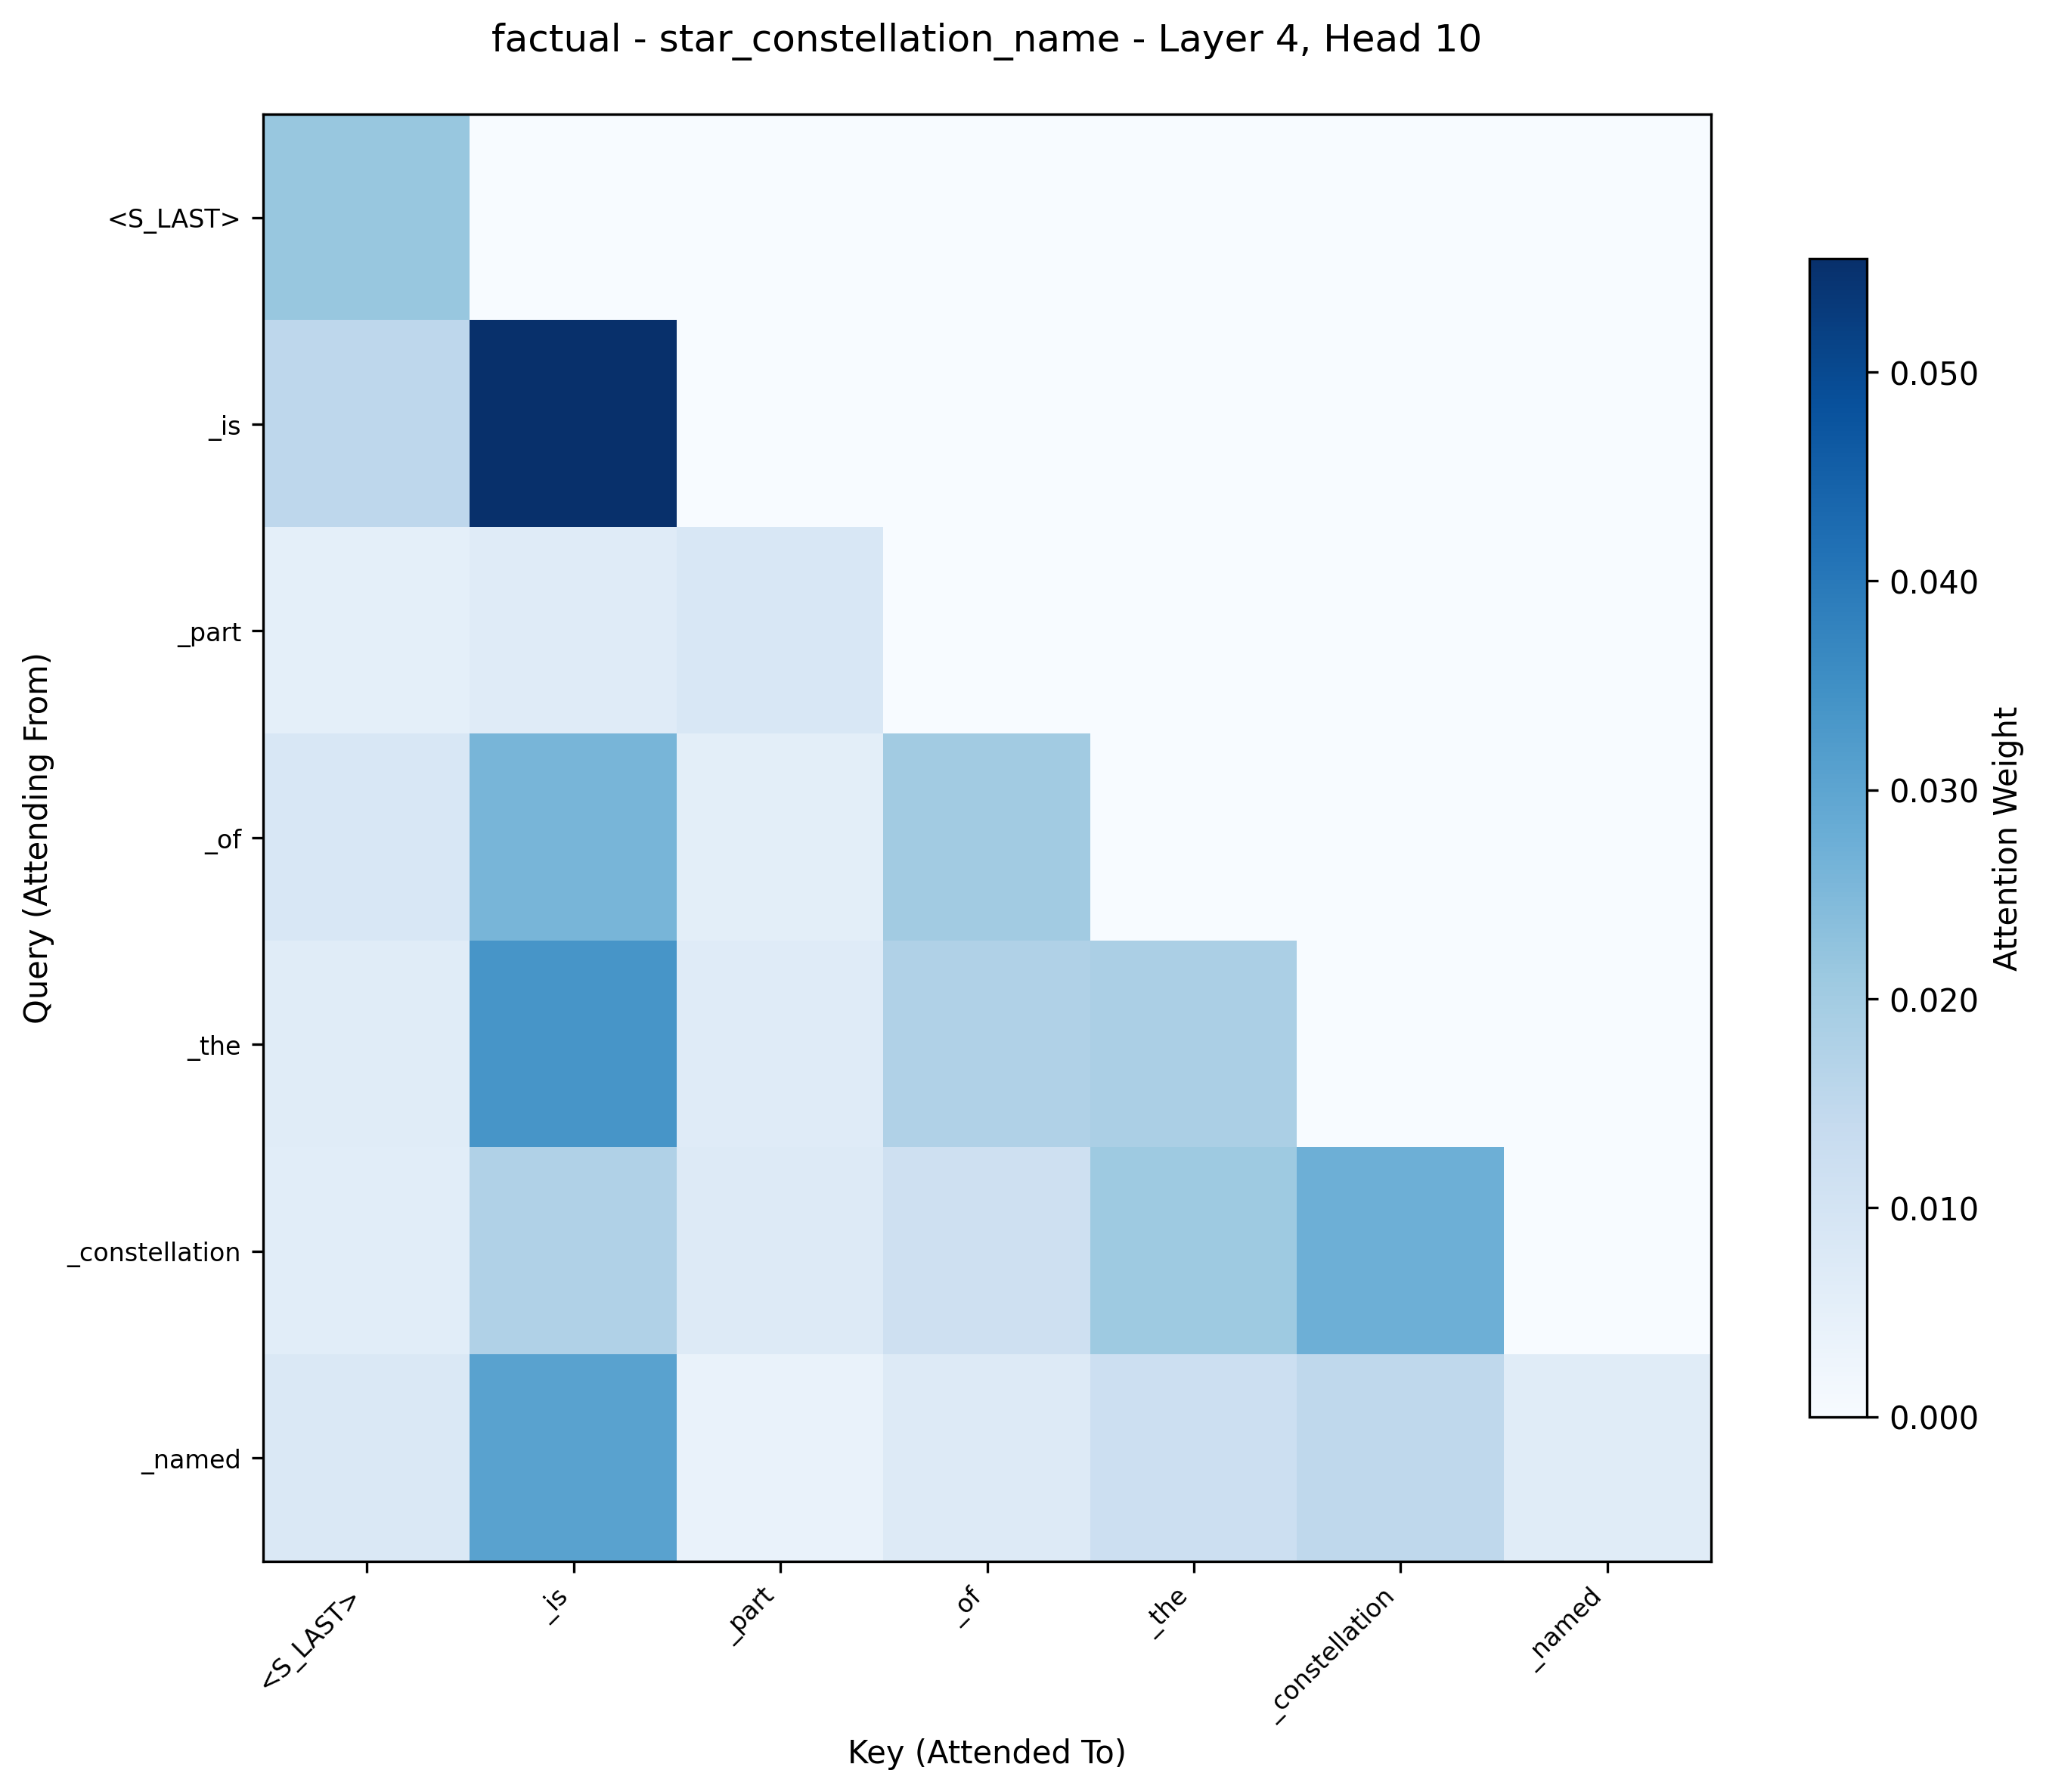 factual - star_constellation_name - Layer 4, Head 10
Query (Attending From)
<S_LAST>
_is
_part
_of
_the
_constellation
_named
<S_LAST>
_is
_part
_of
_the
_constellation
_named
Key (Attended To)
0.050
0.040
0.030
0.020
0.010
0.000
Attention Weight